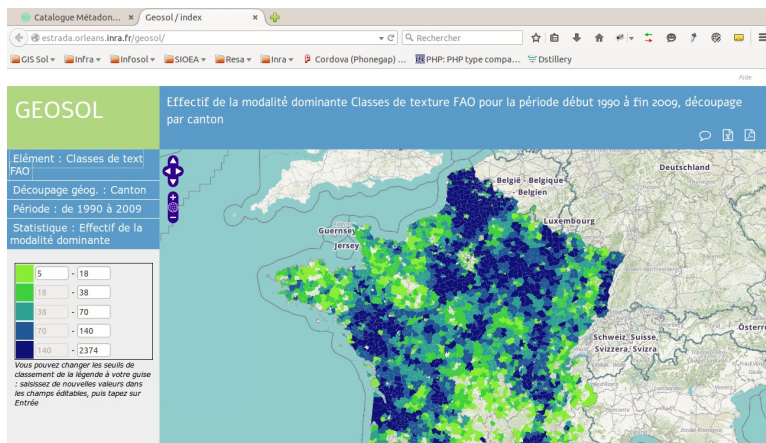 Catalogue Métadon...
Geosol / index
estrada.orleans.inra.fr/geosol/
Rechercher
GIS Sol
Infra
Infosol
SIOEA
Resa
Inra
Cordova (Phonegap) ...
PHP: PHP type compa...
Dstillery
Aide
GEOSOL
Effectif de la modalité dominante Classes de texture FAO pour la période début 1990 à fin 2009, découpage
par canton
Elément : Classes de text
FAO
Découpage géog. : Canton
Période : de 1990 à 2009
Statistique : Effectif de la
modalité dominante
5 - 18
18 - 38
38 - 70
70 - 140
140 - 2374
Vous pouvez changer les seuils de
classement de la légende à votre guise
: saisissez de nouvelles valeurs dans
les champs éditables, puis tapez sur
Entrée
België - Belgique
- Belgien
Deutschland
Luxembourg
Guernsey
Jersey
Schweiz, Suisse,
Svizzera, Svizra
Österre
Piemonte
Emilia-Romagna